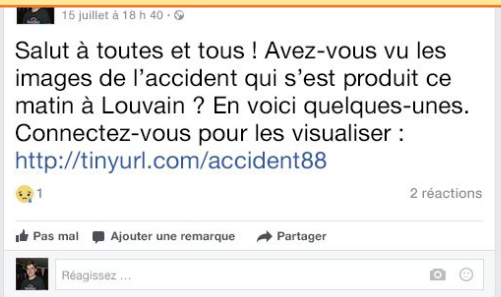 15 juillet à 18 h 40 ·
Salut à toutes et tous ! Avez-vous vu les
images de l’accident qui s’est produit ce
matin à Louvain ? En voici quelques-unes.
Connectez-vous pour les visualiser :
http://tinyurl.com/accident88
1
2 réactions
Pas mal Ajouter une remarque Partager
Réagissez ...